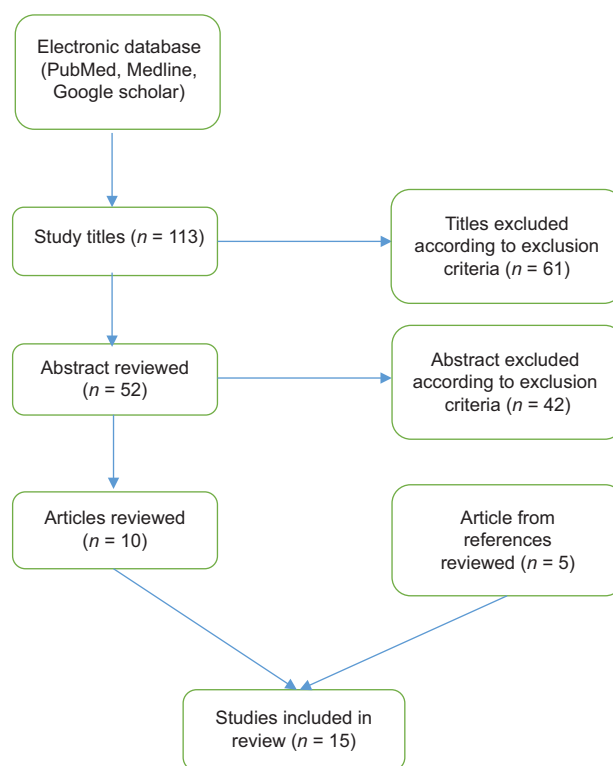 Electronic database
(PubMed, Medline,
Google scholar)
Study titles (n = 113)
Titles excluded
according to exclusion
criteria (n = 61)
Abstract reviewed
(n = 52)
Abstract excluded
according to exclusion
criteria (n = 42)
Articles reviewed
(n = 10)
Article from
references
reviewed (n = 5)
Studies included in
review (n = 15)